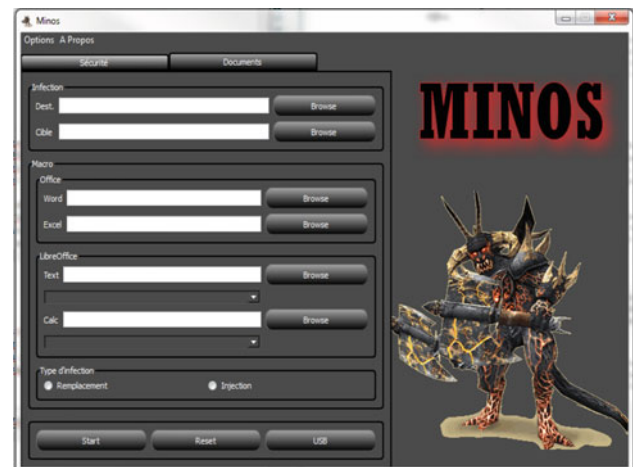 Minos
Options A Propos
Sécurité Documents
Infection
Dest. Browse
Cible Browse
MINOS
Macro
Office
Word Browse
Excel Browse
LibreOffice
Text Browse
Calc Browse
Type d'infection
Remplacement Injection
Start Reset USB